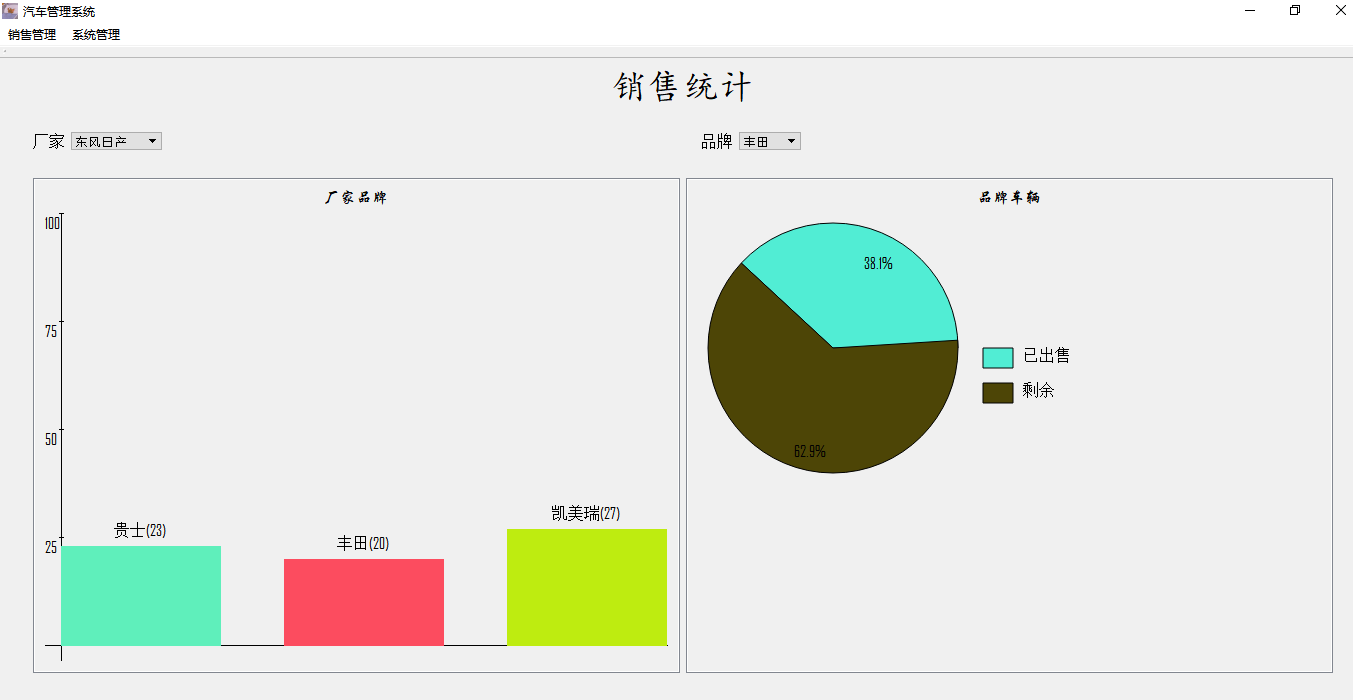 汽车管理系统
销售管理 系统管理
销售统计
厂家 东风日产 品牌 丰田
厂家品牌
100
75
50
25
贵士(23)
丰田(20)
凯美瑞(27)
品牌车辆
38.1%
62.9%
已出售
剩余